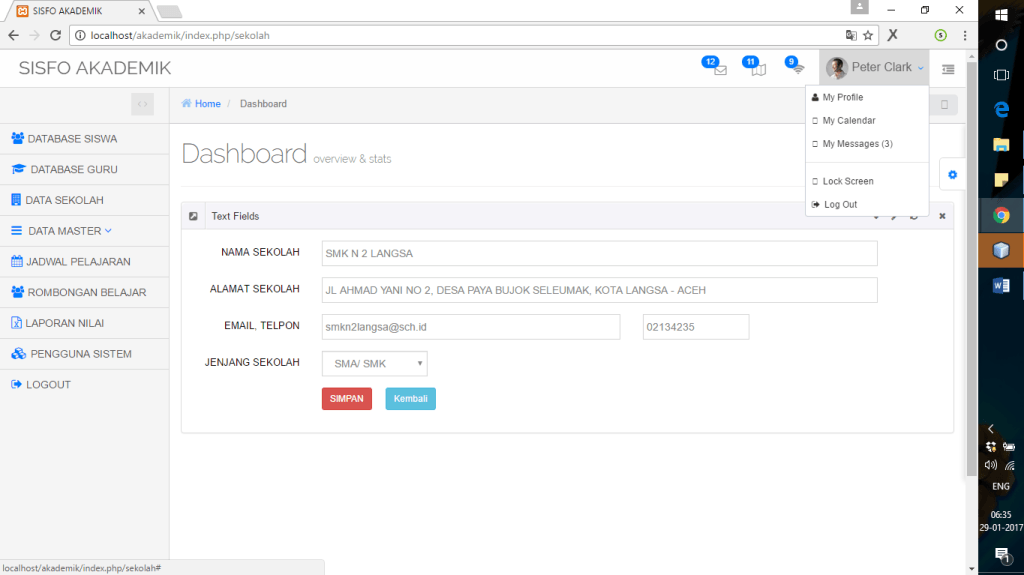 SISFO AKADEMIK
localhost/akademik/index.php/sekolah
SISFO AKADEMIK
12
11
9
Peter Clark
My Profile
My Calendar
My Messages (3)
Lock Screen
Log Out
Home / Dashboard
DATABASE SISWA
DATABASE GURU
DATA SEKOLAH
DATA MASTER
JADWAL PELAJARAN
ROMBONGAN BELAJAR
LAPORAN NILAI
PENGGUNA SISTEM
LOGOUT
Dashboard overview & stats
Text Fields
NAMA SEKOLAH SMK N 2 LANGSA
ALAMAT SEKOLAH JL AHMAD YANI NO 2, DESA PAYA BUJOK SELEUMAK, KOTA LANGSA - ACEH
EMAIL, TELPON smkn2langsa@sch.id 02134235
JENJANG SEKOLAH SMA/ SMK
SIMPAN Kembali
localhost/akademik/index.php/sekolah#
ENG
06:35
29-01-2017
1